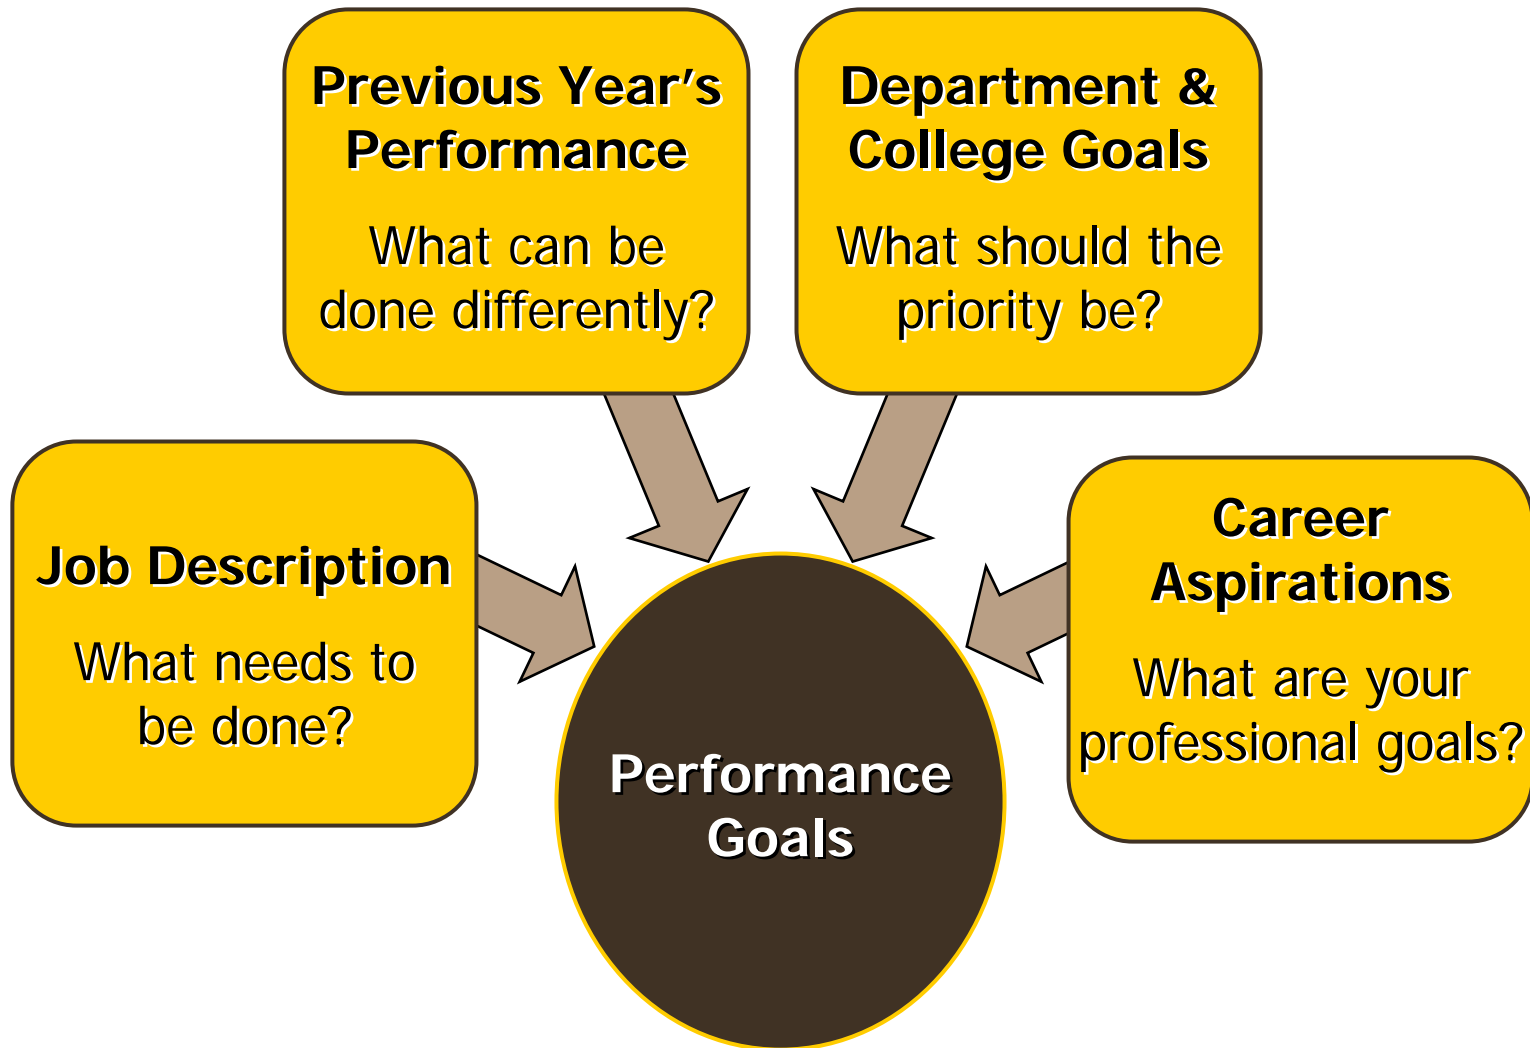 Previous Year’s
Performance
What can be
done differently?
Department &
College Goals
What should the
priority be?
Job Description
What needs to
be done?
Career
Aspirations
What are your
professional goals?
Performance
Goals